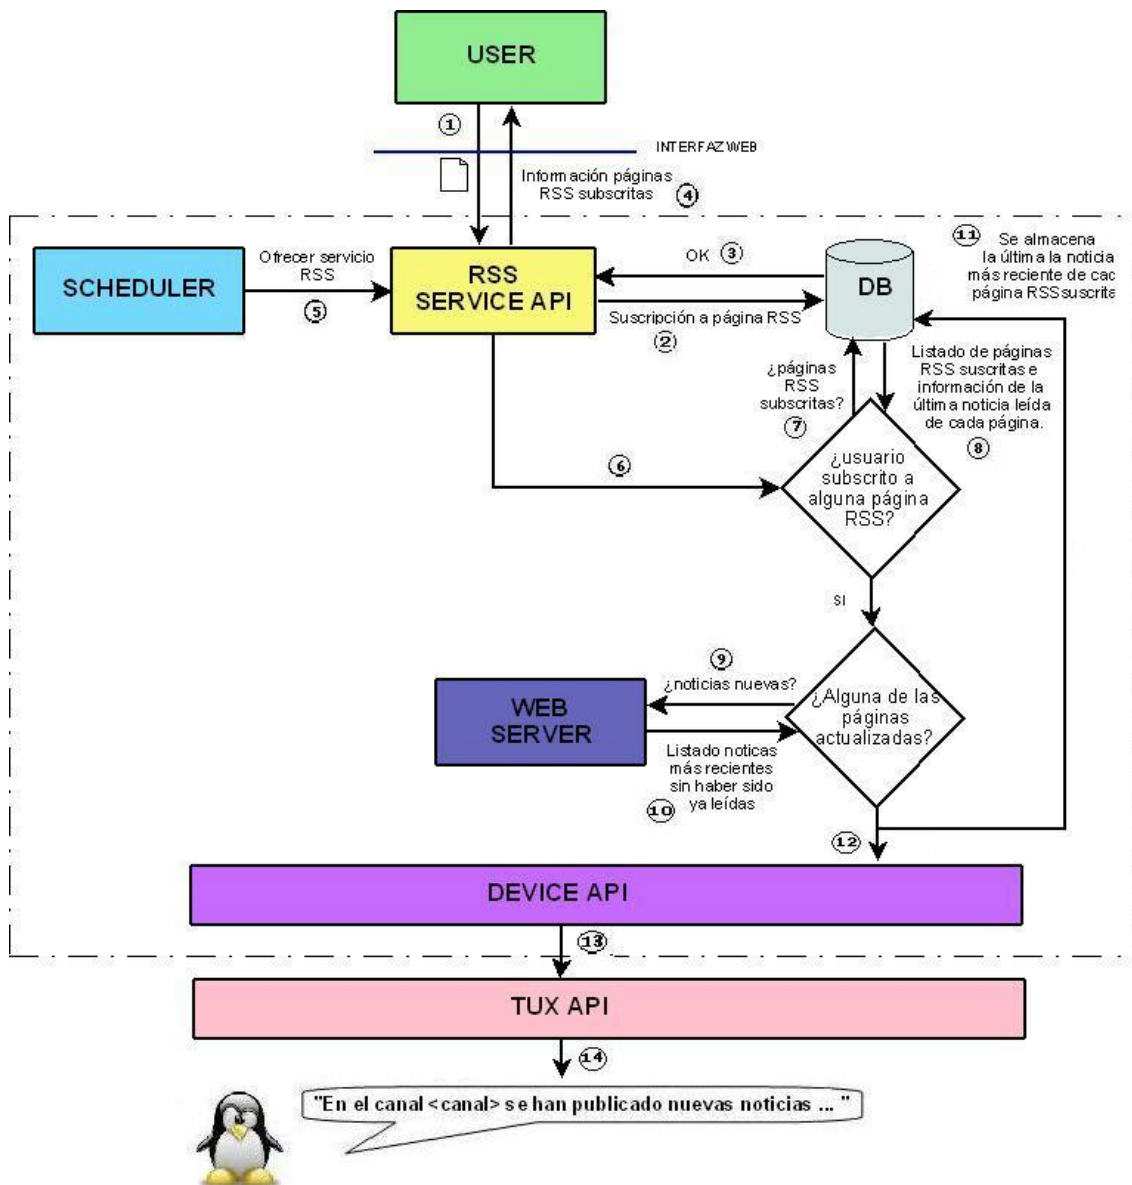 USER
1
INTERFAZ WEB
Información páginas
RSS subscritas
4
SCHEDULER
Ofrecer servicio
RSS
5
RSS
SERVICE API
OK
3
Suscripción a página RSS
2
DB
11
Se almacena
la última la noticia
más reciente de cac
página RSS suscrita
¿páginas
RSS
subscritas?
7
Listado de páginas
RSS suscritas e
información de la
última noticia leída
de cada página.
8
6
¿usuario
subscrito a
alguna página
RSS?
SI
9
¿noticias nuevas?
WEB
SERVER
¿Alguna de las
páginas
actualizadas?
Listado noticas
más recientes
sin haber sido
ya leídas
10
12
DEVICE API
13
TUX API
14
"En el canal <canal> se han publicado nuevas noticias ... "